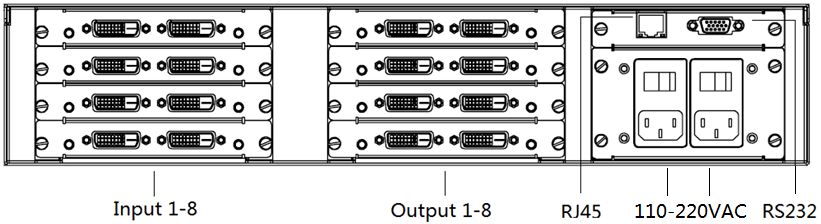 Input 1-8
Output 1-8
RJ45
110-220VAC
RS232